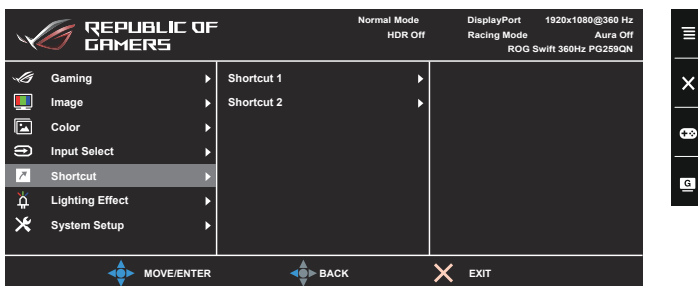 REPUBLIC OF
GAMERS
Normal Mode DisplayPort 1920x1080@360 Hz
HDR Off Racing Mode Aura Off
ROG Swift 360Hz PG259QN
Gaming Shortcut 1
Image Shortcut 2
Color
Input Select
Shortcut
Lighting Effect
System Setup
MOVE/ENTER BACK EXIT
G